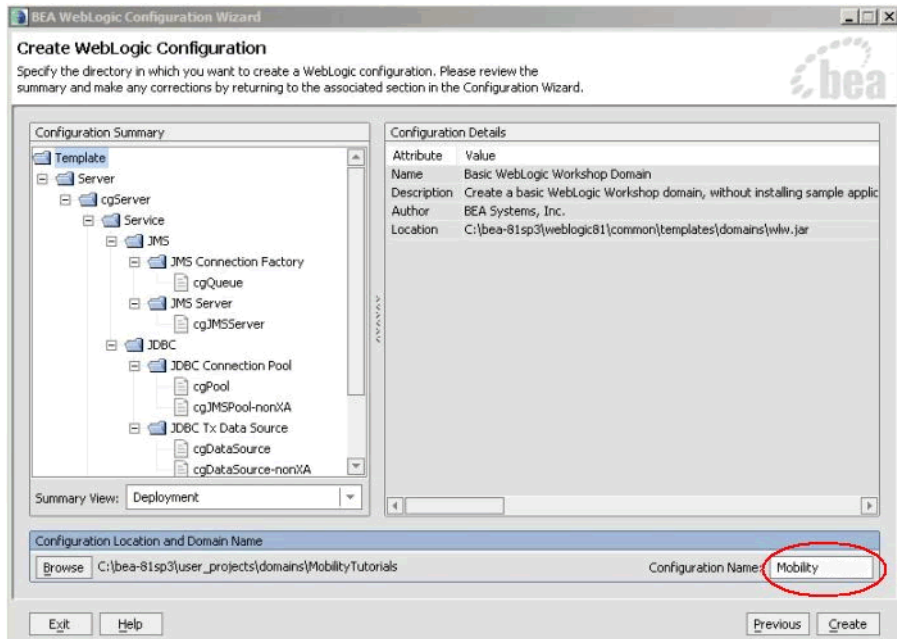 BEA WebLogic Configuration Wizard
Create WebLogic Configuration
Specify the directory in which you want to create a WebLogic configuration. Please review the
summary and make any corrections by returning to the associated section in the Configuration Wizard.
bea
Configuration Summary
Template
Server
cgServer
Service
JMS
JMS Connection Factory
cgQueue
JMS Server
cgJMSServer
JDBC
JDBC Connection Pool
cgPool
cgJMSPool-nonXA
JDBC Tx Data Source
cgDataSource
cgDataSource-nonXA
Summary View: Deployment
Configuration Details
Attribute Value
Name Basic WebLogic Workshop Domain
Description Create a basic WebLogic Workshop domain, without installing sample applic
Author BEA Systems, Inc.
Location C:\bea-81sp3\weblogic81\common\templates\domains\wlw.jar
Configuration Location and Domain Name
Browse C:\bea-81sp3\user_projects\domains\MobilityTutorials Configuration Name: Mobility
Exit Help Previous Create